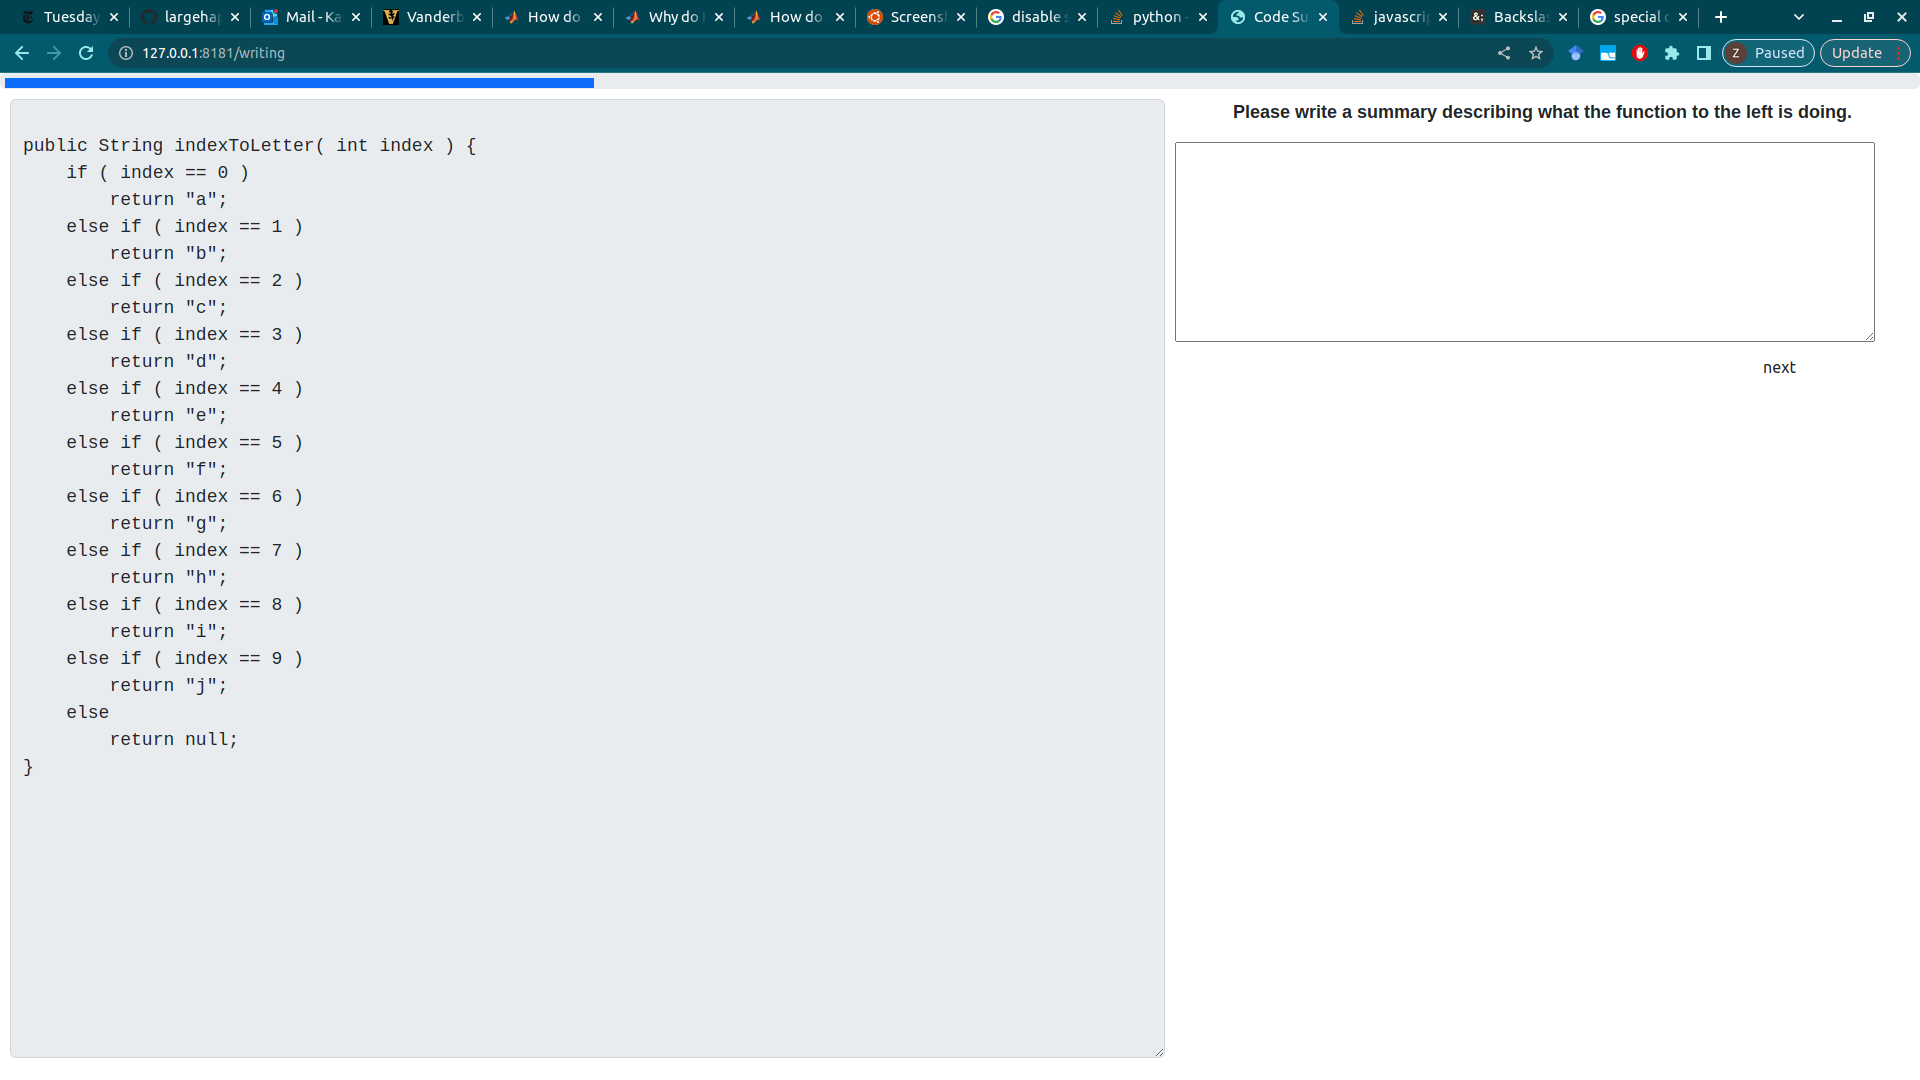 Tuesday largehap Mail - Ka Vanderb How do Why do How do Screens disable s python - Code Su javascrip Backslas special c
127.0.0.1:8181/writing Z Paused Update
Please write a summary describing what the function to the left is doing.
public String indexToLetter( int index ) {
    if ( index == 0 )
        return "a";
    else if ( index == 1 )
        return "b";
    else if ( index == 2 )
        return "c";
    else if ( index == 3 )
        return "d";
    else if ( index == 4 )
        return "e";
    else if ( index == 5 )
        return "f";
    else if ( index == 6 )
        return "g";
    else if ( index == 7 )
        return "h";
    else if ( index == 8 )
        return "i";
    else if ( index == 9 )
        return "j";
    else
        return null;
}
next